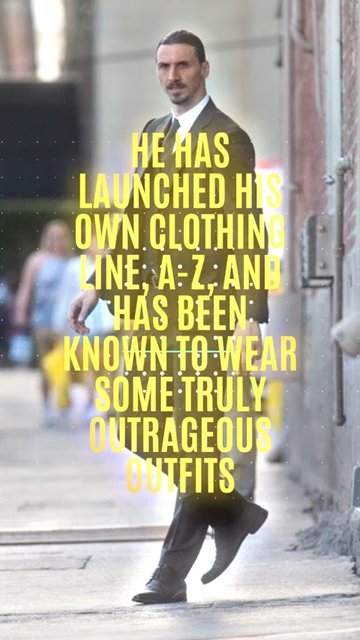 HE HAS
LAUNCHED HIS
OWN CLOTHING
LINE, A-Z, AND
HAS BEEN
KNOWN TO WEAR
SOME TRULY
OUTRAGEOUS
OUTFITS